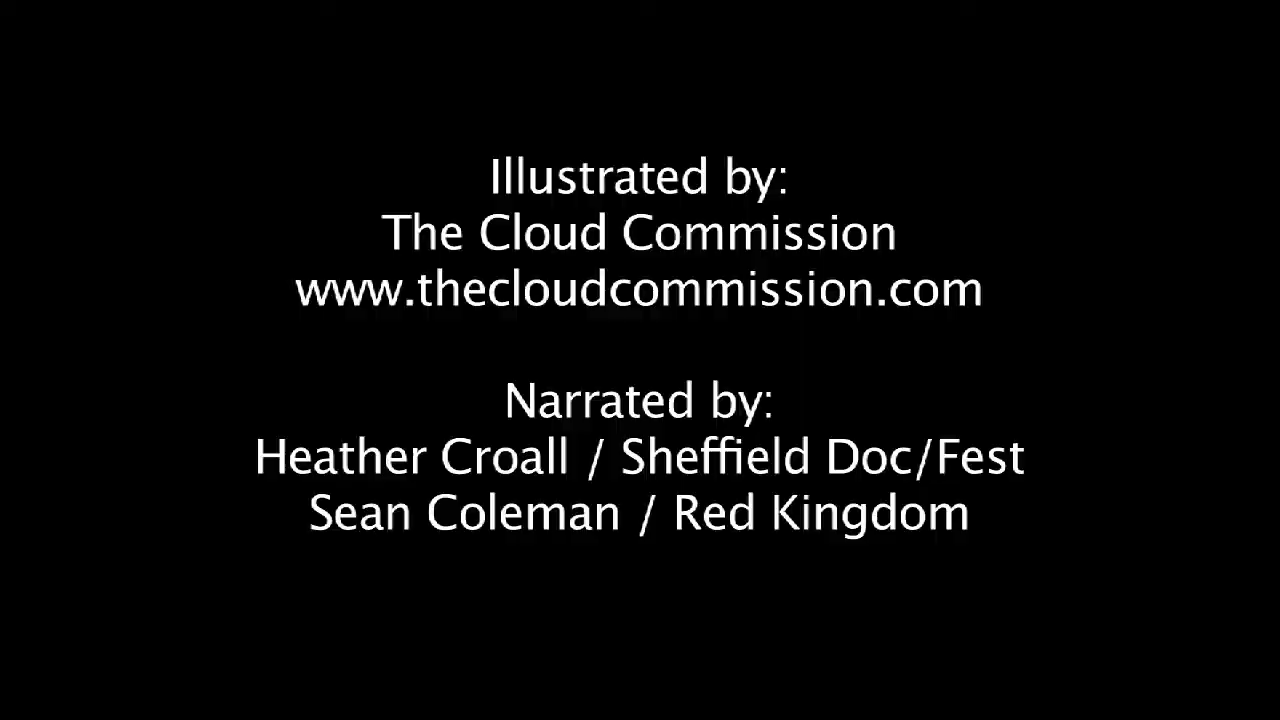 Illustrated by:
The Cloud Commission
www.thecloudcommission.com
Narrated by:
Heather Croall / Sheffield Doc/Fest
Sean Coleman / Red Kingdom